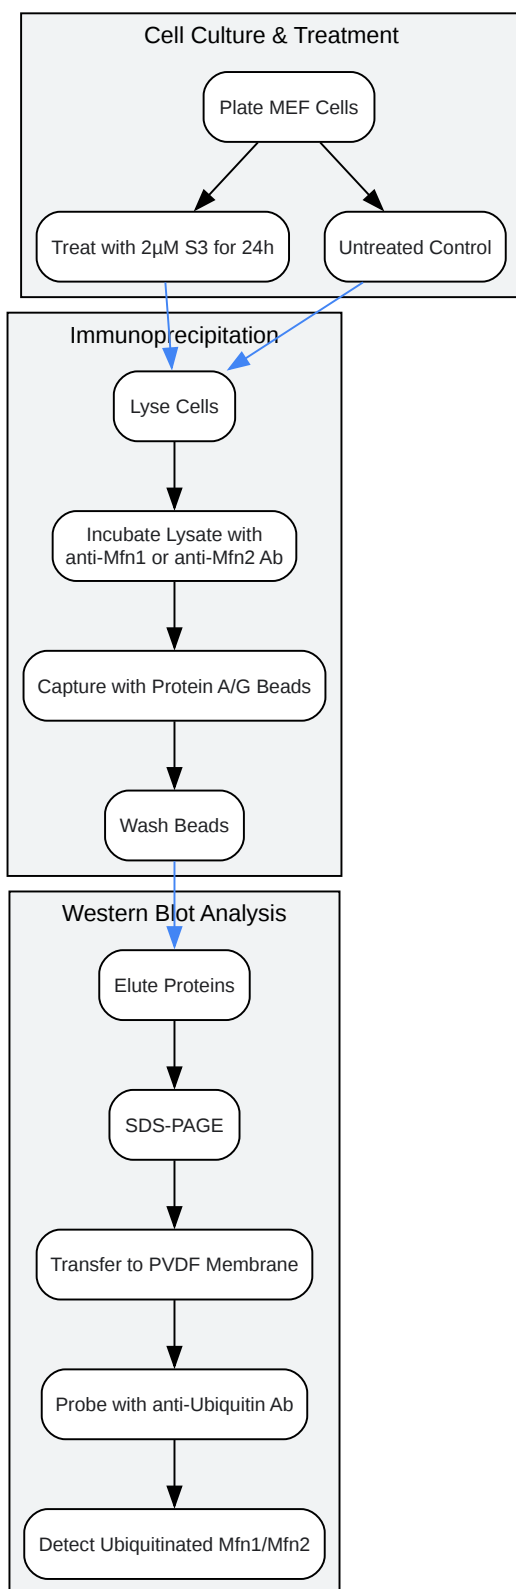 Cell Culture & Treatment
Plate MEF Cells
Treat with 2µM S3 for 24h
Untreated Control
Immunoprecipitation
Lyse Cells
Incubate Lysate with
anti-Mfn1 or anti-Mfn2 Ab
Capture with Protein A/G Beads
Wash Beads
Western Blot Analysis
Elute Proteins
SDS-PAGE
Transfer to PVDF Membrane
Probe with anti-Ubiquitin Ab
Detect Ubiquitinated Mfn1/Mfn2